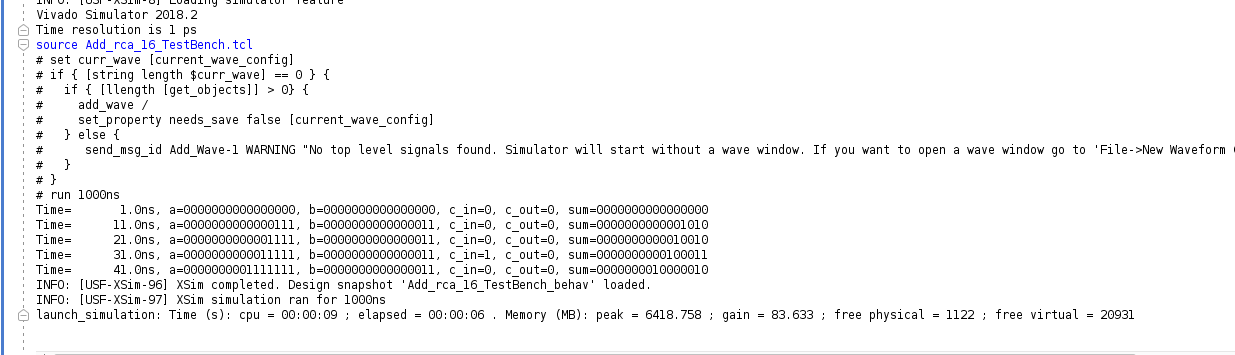 INFO: [USF-XSim-8] Loading simulator feature
Vivado Simulator 2018.2
Time resolution is 1 ps
source Add_rca_16_TestBench.tcl
# set curr_wave [current_wave_config]
# if { [string length $curr_wave] == 0 } {
#   if { [llength [get_objects]] > 0} {
#     add_wave /
#     set_property needs_save false [current_wave_config]
#   } else {
#      send_msg_id Add_Wave-1 WARNING "No top level signals found. Simulator will start without a wave window. If you want to open a wave window go to 'File->New Waveform
#   }
# }
# run 1000ns
Time=      1.0ns, a=0000000000000000, b=0000000000000000, c_in=0, c_out=0, sum=0000000000000000
Time=      11.0ns, a=0000000000000111, b=0000000000000011, c_in=0, c_out=0, sum=0000000000001010
Time=      21.0ns, a=0000000000001111, b=0000000000000011, c_in=0, c_out=0, sum=0000000000010010
Time=      31.0ns, a=0000000000011111, b=0000000000000011, c_in=1, c_out=0, sum=0000000000100011
Time=      41.0ns, a=0000000001111111, b=0000000000000011, c_in=0, c_out=0, sum=0000000010000010
INFO: [USF-XSim-96] XSim completed. Design snapshot 'Add_rca_16_TestBench_behav' loaded.
INFO: [USF-XSim-97] XSim simulation ran for 1000ns
launch_simulation: Time (s): cpu = 00:00:09 ; elapsed = 00:00:06 . Memory (MB): peak = 6418.758 ; gain = 83.633 ; free physical = 1122 ; free virtual = 20931